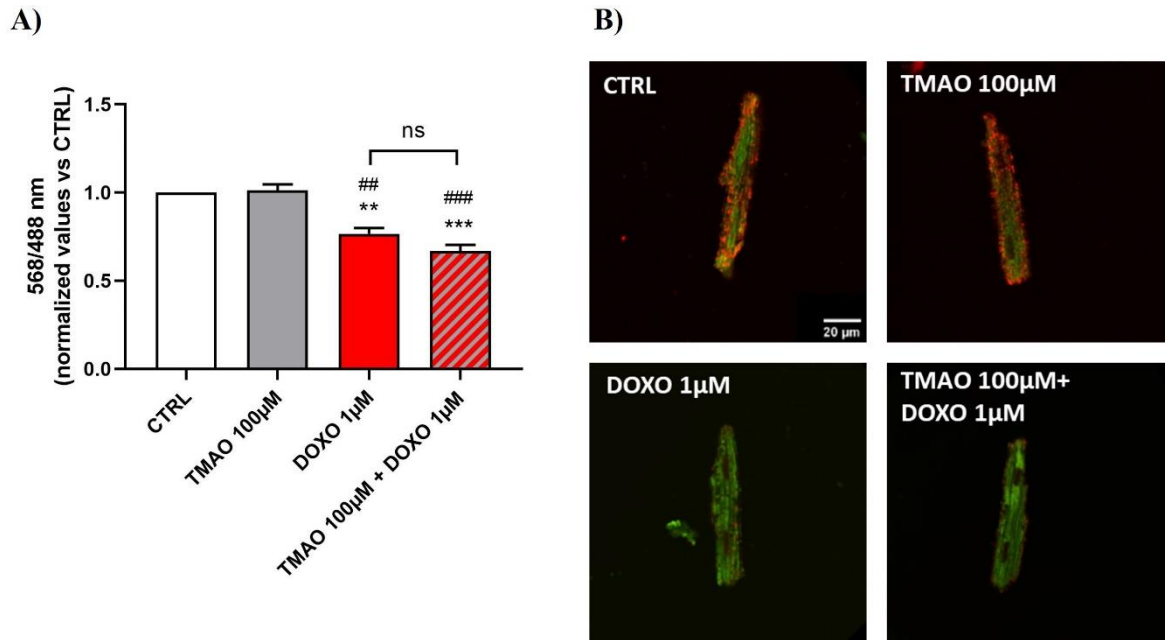 A)
568/488 nm
(normalized values vs CTRL)
1.5
1.0
0.5
0.0
ns
##
**
###
***
CTRL
TMAO 100µM
DOXO 1µM
TMAO 100µM + DOXO 1µM
B)
CTRL
20 µm
TMAO 100µM
DOXO 1µM
TMAO 100µM+
DOXO 1µM